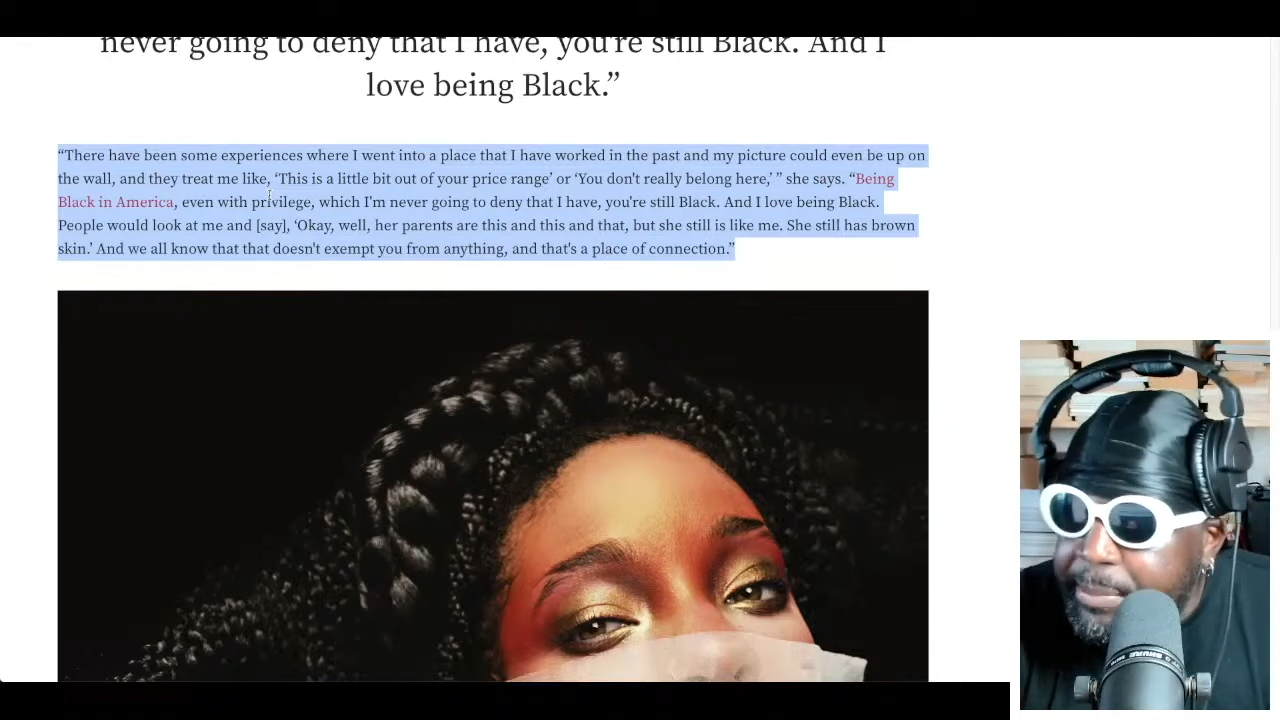 never going to deny that I have, you're still Black. And I
love being Black.”
“There have been some experiences where I went into a place that I have worked in the past and my picture could even be up on
the wall, and they treat me like, ‘This is a little bit out of your price range’ or ‘You don't really belong here,’ ” she says. “Being
Black in America, even with privilege, which I'm never going to deny that I have, you're still Black. And I love being Black.
People would look at me and [say], ‘Okay, well, her parents are this and this and that, but she still is like me. She still has brown
skin.’ And we all know that that doesn't exempt you from anything, and that's a place of connection.”